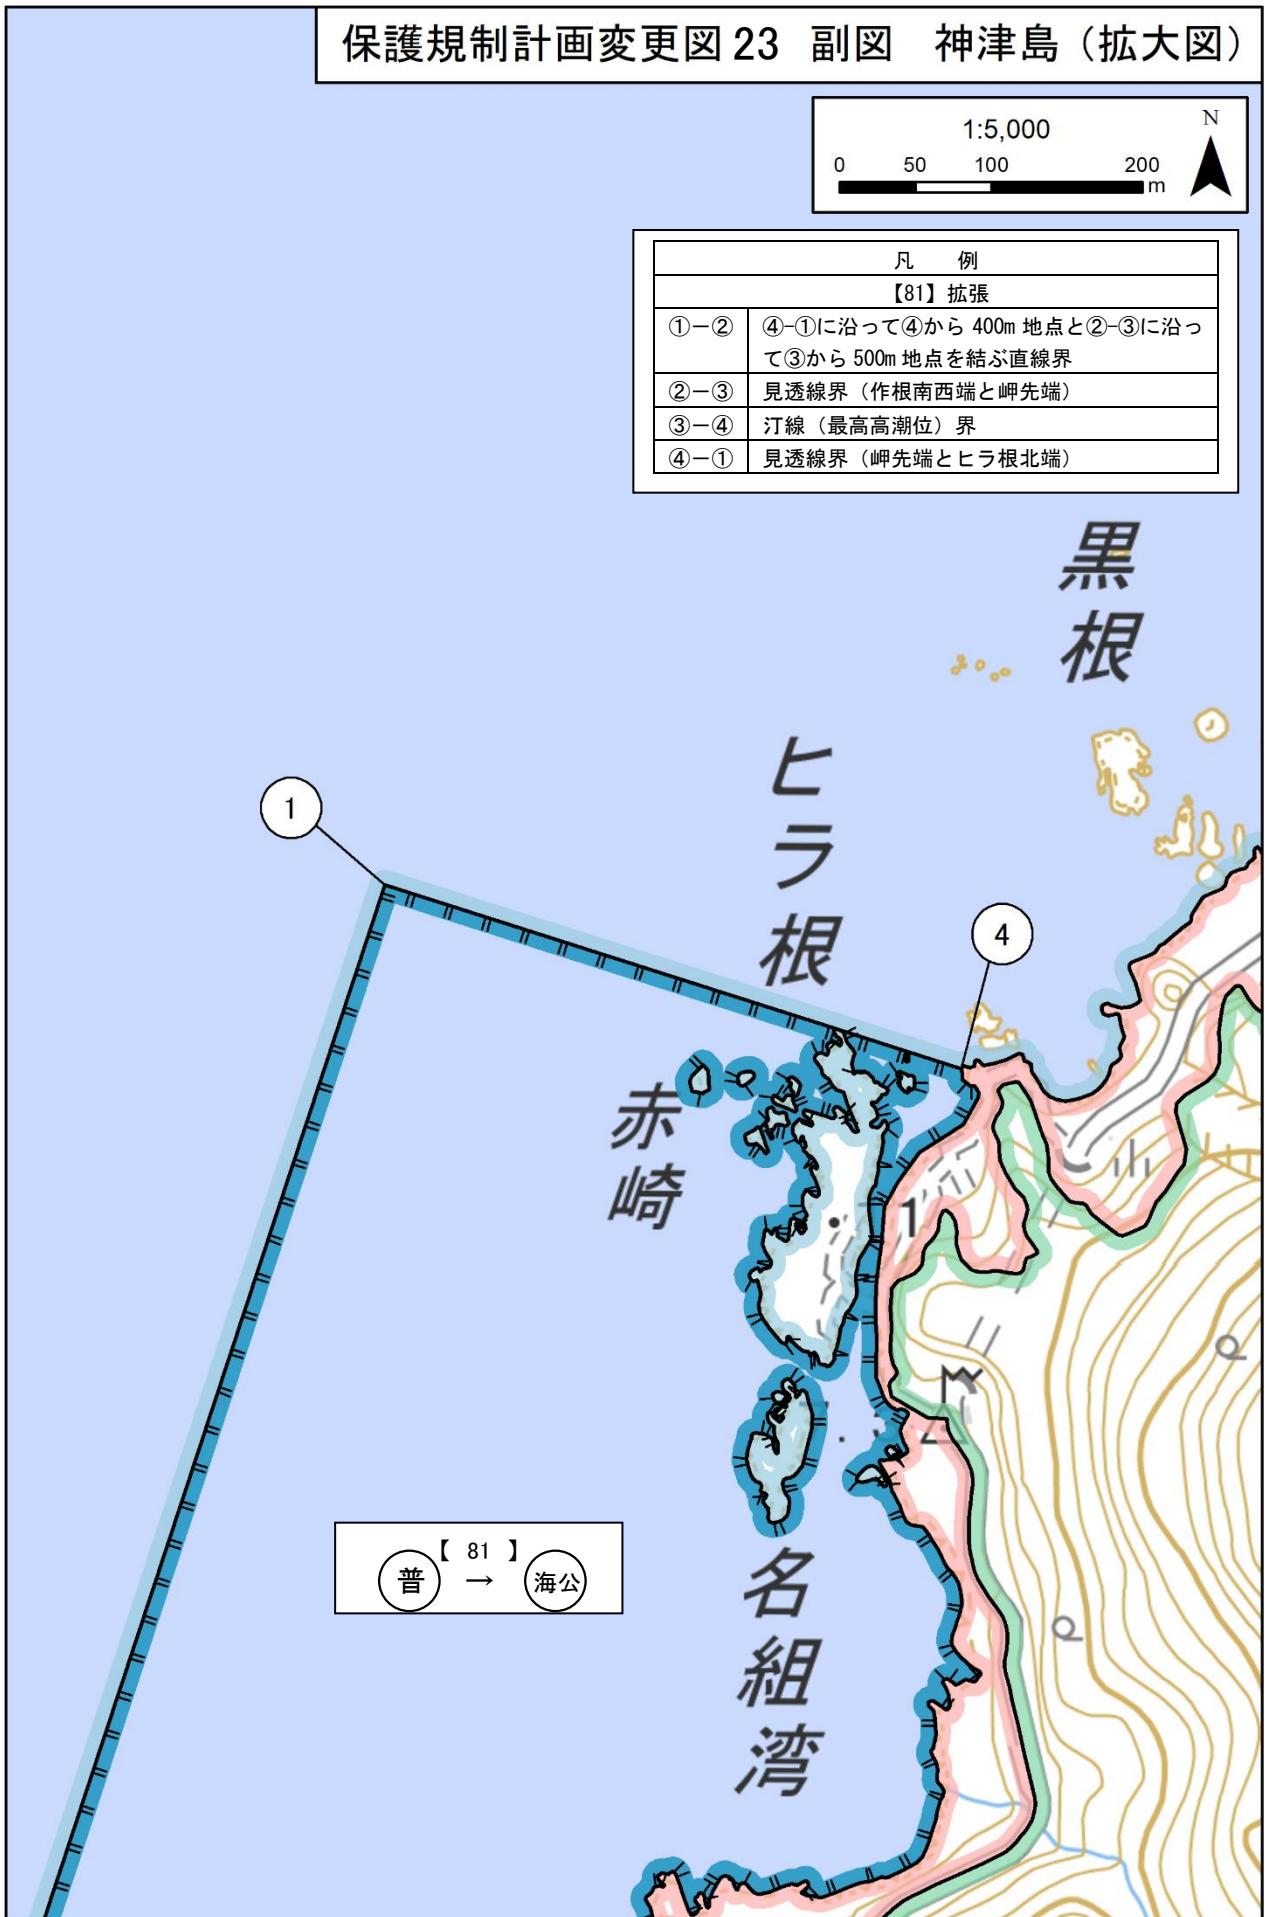 保護規制計画変更図 23 副図 神津島（拡大図）
1:5,000
N
0 50 100 200
m
凡 例
【81】拡張
①－② ④-①に沿って④から 400m 地点と②-③に沿っ
て③から 500m 地点を結ぶ直線界
②－③ 見透線界（作根南西端と岬先端）
③－④ 汀線（最高高潮位）界
④－① 見透線界（岬先端とヒラ根北端）
黒根
ヒラ根
1
4
赤崎
1
【 81 】
普 → 海公
名組湾